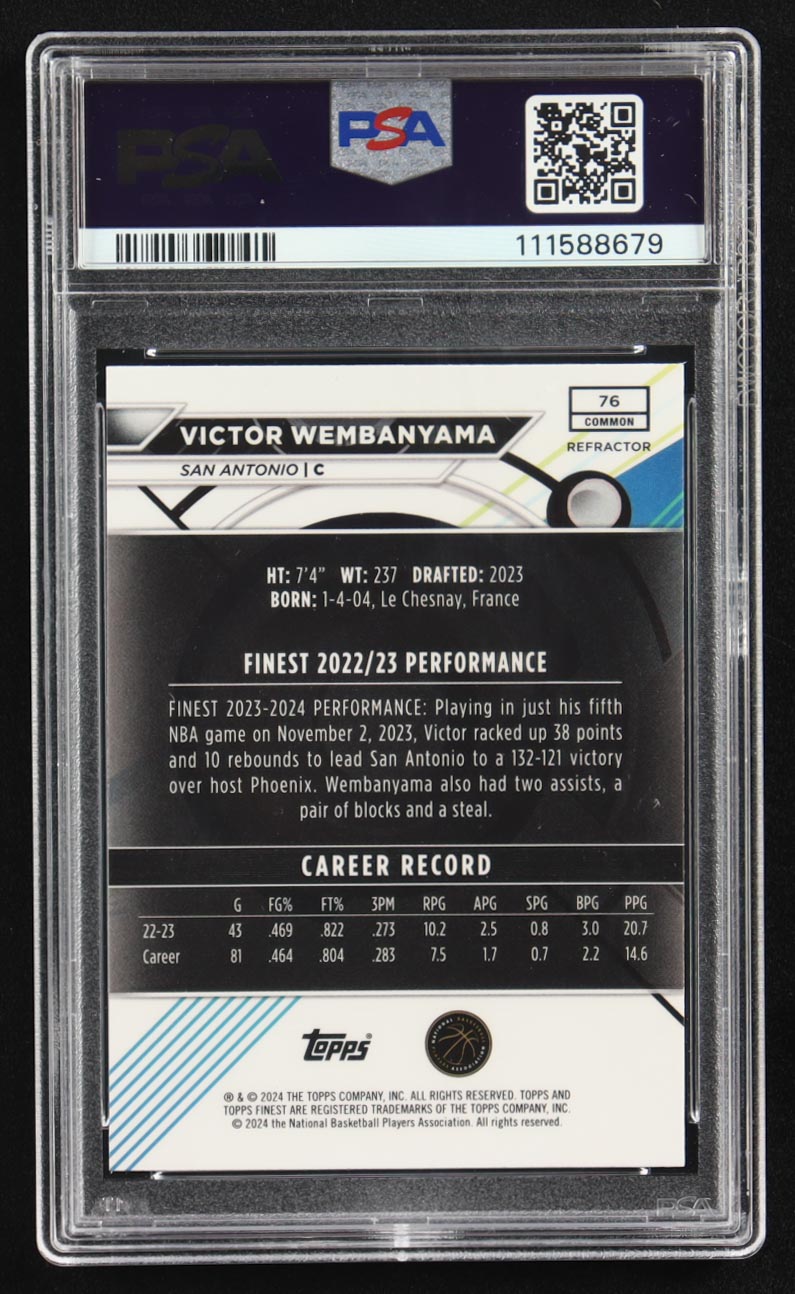 PSA
PSA
111588679
76
COMMON
REFRACTOR
VICTOR WEMBANYAMA
SAN ANTONIO | C
HT: 7'4" WT: 237 DRAFTED: 2023
BORN: 1-4-04, Le Chesnay, France
FINEST 2022/23 PERFORMANCE
FINEST 2023-2024 PERFORMANCE: Playing in just his fifth
NBA game on November 2, 2023, Victor racked up 38 points
and 10 rebounds to lead San Antonio to a 132-121 victory
over host Phoenix. Wembanyama also had two assists, a
pair of blocks and a steal.
CAREER RECORD
G FG% FT% 3PM RPG APG SPG BPG PPG
22-23 43 .469 .822 .273 10.2 2.5 0.8 3.0 20.7
Career 81 .464 .804 .283 7.5 1.7 0.7 2.2 14.6
Topps®
NATIONAL BASKETBALL PLAYERS ASSOCIATION
® & © 2024 THE TOPPS COMPANY, INC. ALL RIGHTS RESERVED. TOPPS AND
TOPPS FINEST ARE REGISTERED TRADEMARKS OF THE TOPPS COMPANY, INC.
© 2024 the National Basketball Players Association. All rights reserved.
PSA